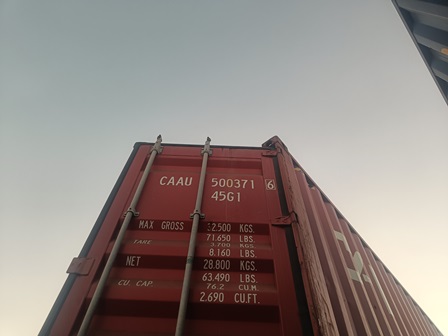 CAAU 500371 6
45G1
MAX GROSS 32.500 KGS.
71.650 LBS.
TARE 3.700 KGS.
8.160 LBS.
NET 28.800 KGS.
63.490 LBS.
CU. CAP. 76.2 CU.M.
2.690 CU.FT.